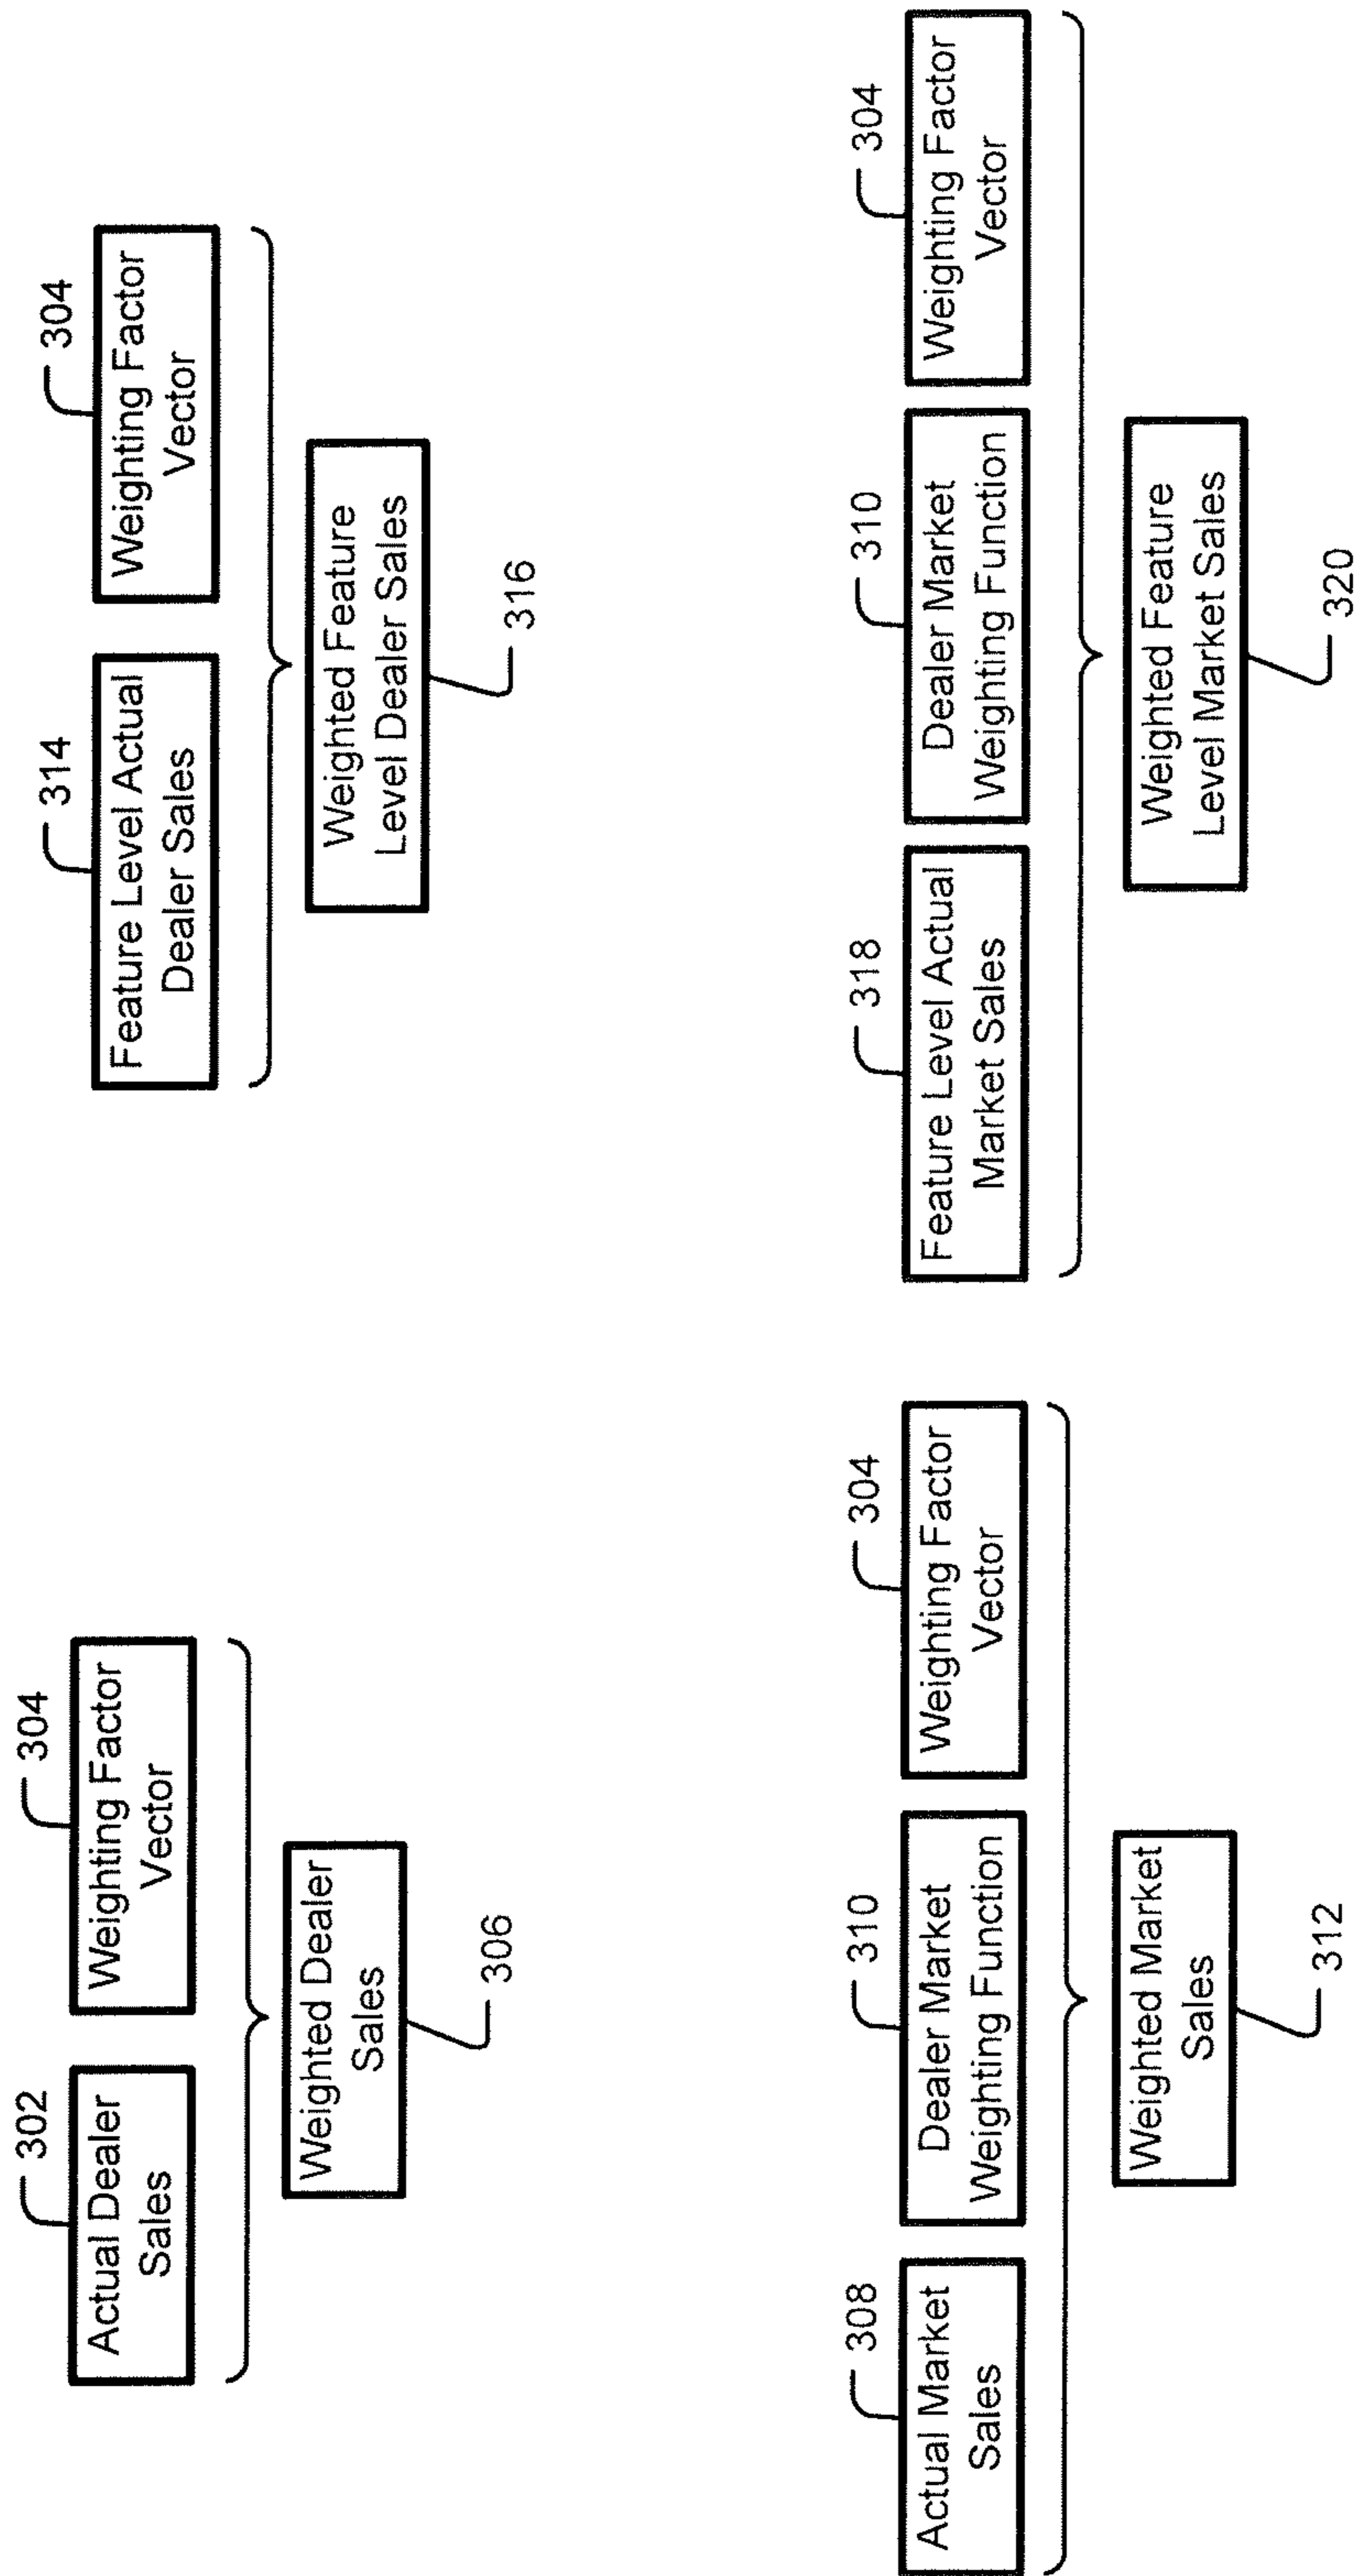 302
304
Actual Dealer
Sales
Weighting Factor
Vector
Weighted Dealer
Sales
306
314
304
Feature Level Actual
Dealer Sales
Weighting Factor
Vector
Weighted Feature
Level Dealer Sales
316
308
310
304
Actual Market
Sales
Dealer Market
Weighting Function
Weighting Factor
Vector
Weighted Market
Sales
312
318
310
304
Feature Level Actual
Market Sales
Dealer Market
Weighting Function
Weighting Factor
Vector
Weighted Feature
Level Market Sales
320